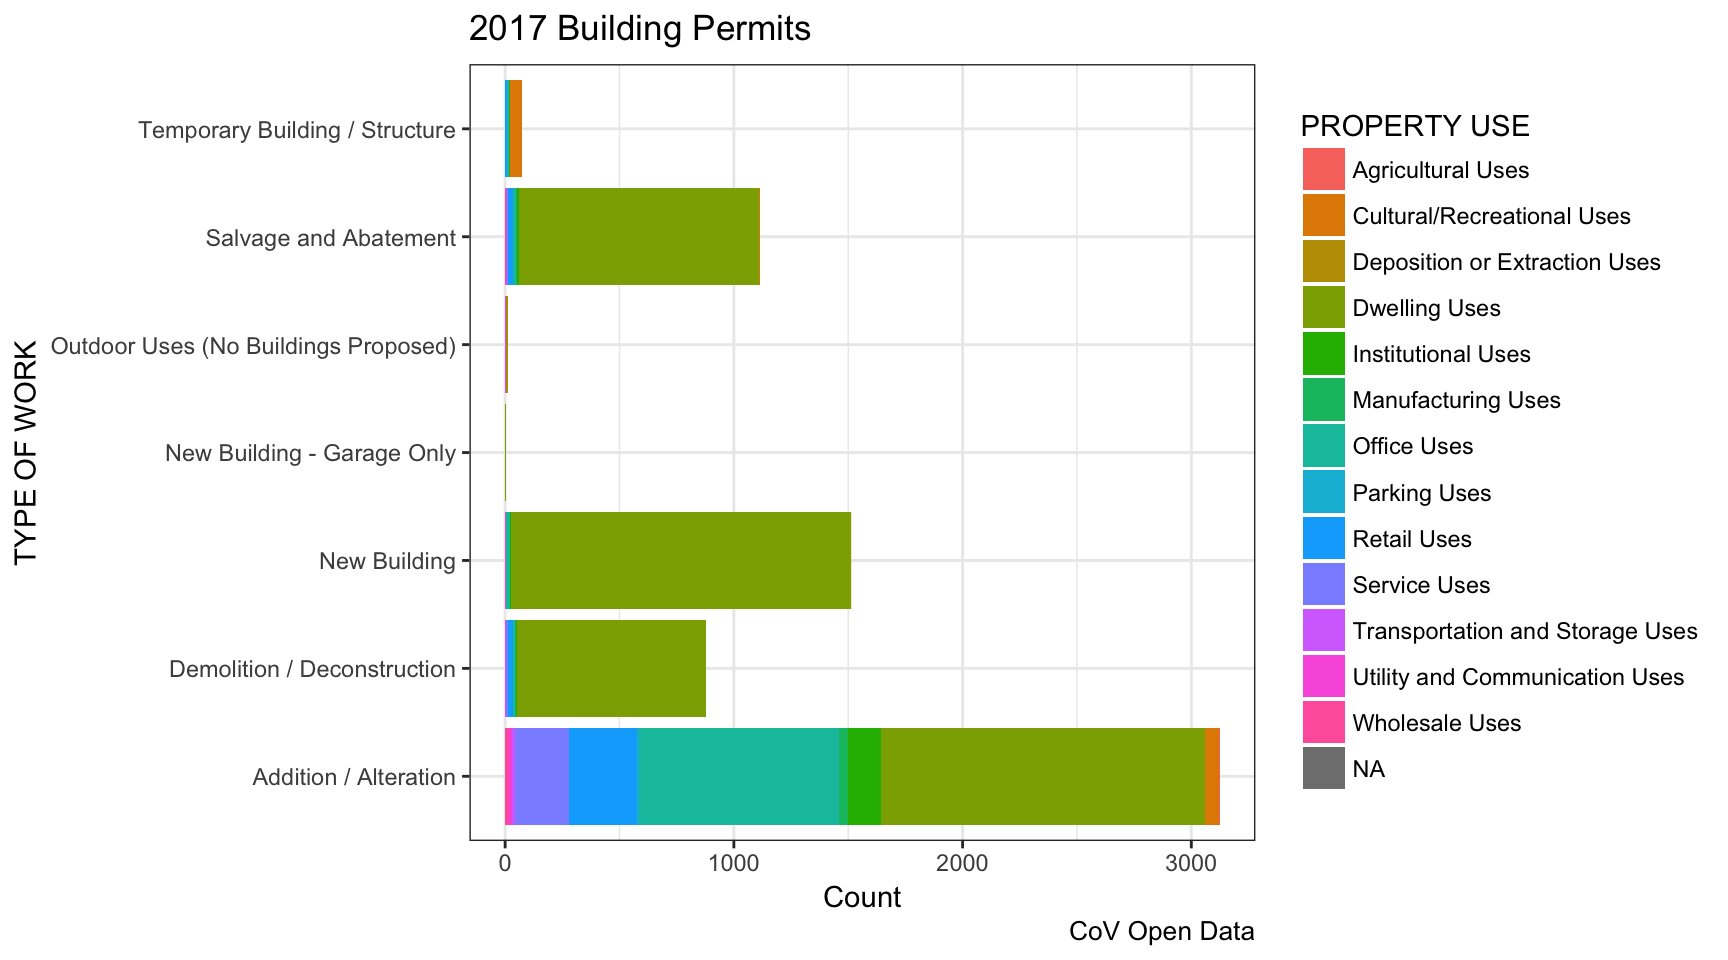 2017 Building Permits
TYPE OF WORK
Temporary Building / Structure
Salvage and Abatement
Outdoor Uses (No Buildings Proposed)
New Building - Garage Only
New Building
Demolition / Deconstruction
Addition / Alteration
0 1000 2000 3000
Count
CoV Open Data
PROPERTY USE
Agricultural Uses
Cultural/Recreational Uses
Deposition or Extraction Uses
Dwelling Uses
Institutional Uses
Manufacturing Uses
Office Uses
Parking Uses
Retail Uses
Service Uses
Transportation and Storage Uses
Utility and Communication Uses
Wholesale Uses
NA